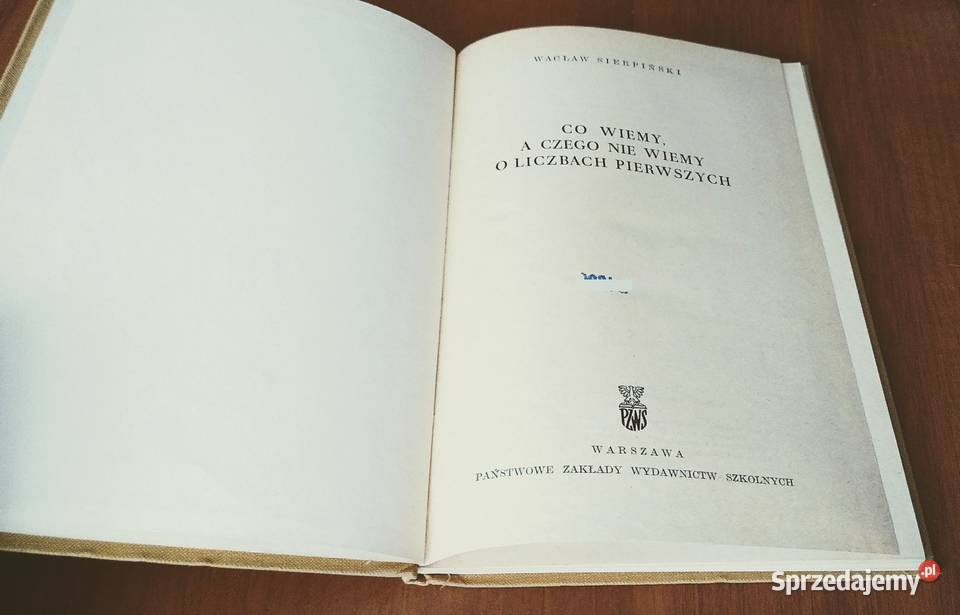 WACŁAW SIERPIŃSKI
CO WIEMY,
A CZEGO NIE WIEMY
O LICZBACH PIERWSZYCH
PZWS
WARSZAWA
PAŃSTWOWE ZAKŁADY WYDAWNICTW SZKOLNYCH
Sprzedajemy.pl